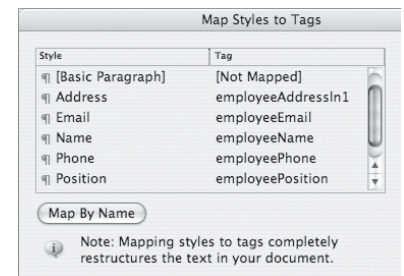 Map Styles to Tags
Style Tag
¶ [Basic Paragraph] [Not Mapped]
¶ Address employeeAddressln1
¶ Email employeeEmail
¶ Name employeeName
¶ Phone employeePhone
¶ Position employeePosition
Map By Name
Note: Mapping styles to tags completely
restructures the text in your document.